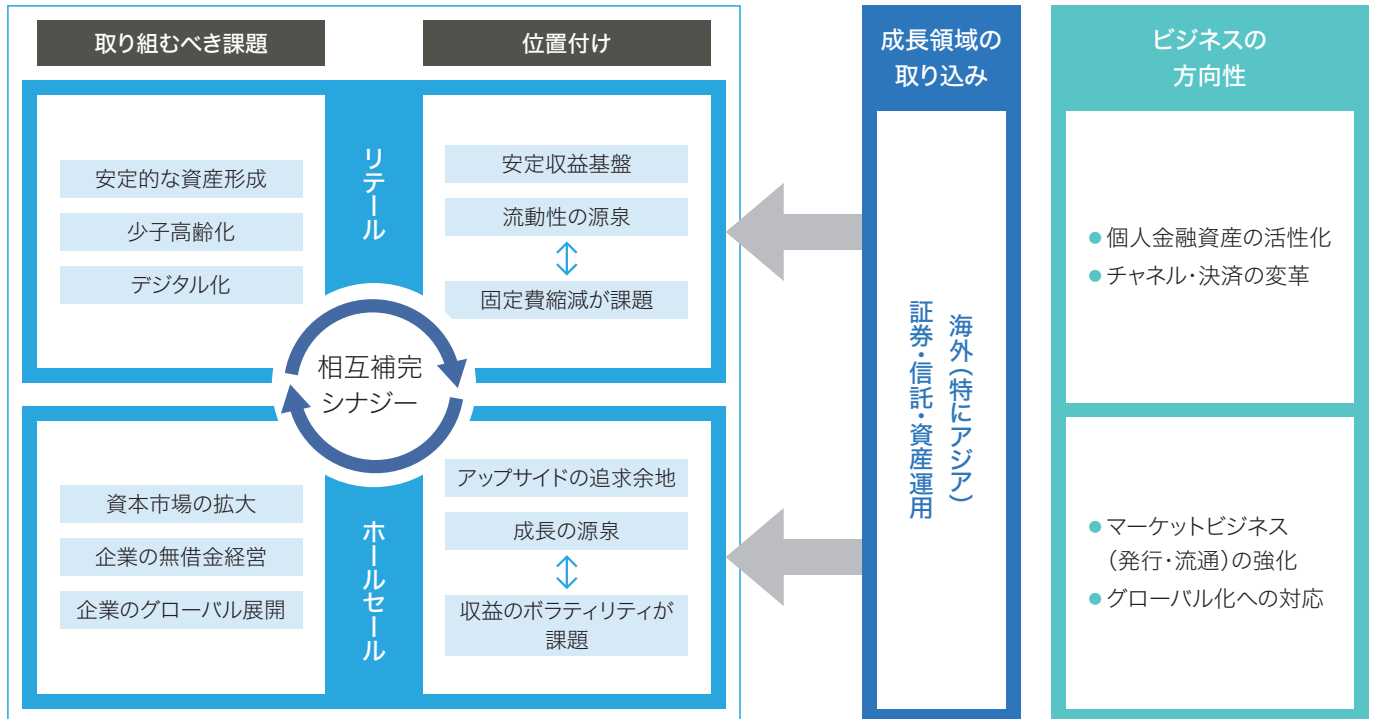 取り組むべき課題
位置付け
リテール
安定的な資産形成
少子高齢化
デジタル化
安定収益基盤
流動性の源泉
固定費縮減が課題
相互補完
シナジー
ホールセール
資本市場の拡大
企業の無借金経営
企業のグローバル展開
アップサイドの追求余地
成長の源泉
収益のボラティリティが
課題
成長領域の
取り込み
海外(特にアジア)
証券・信託・資産運用
ビジネスの
方向性
●個人金融資産の活性化
●チャネル・決済の変革
●マーケットビジネス
(発行・流通)の強化
●グローバル化への対応